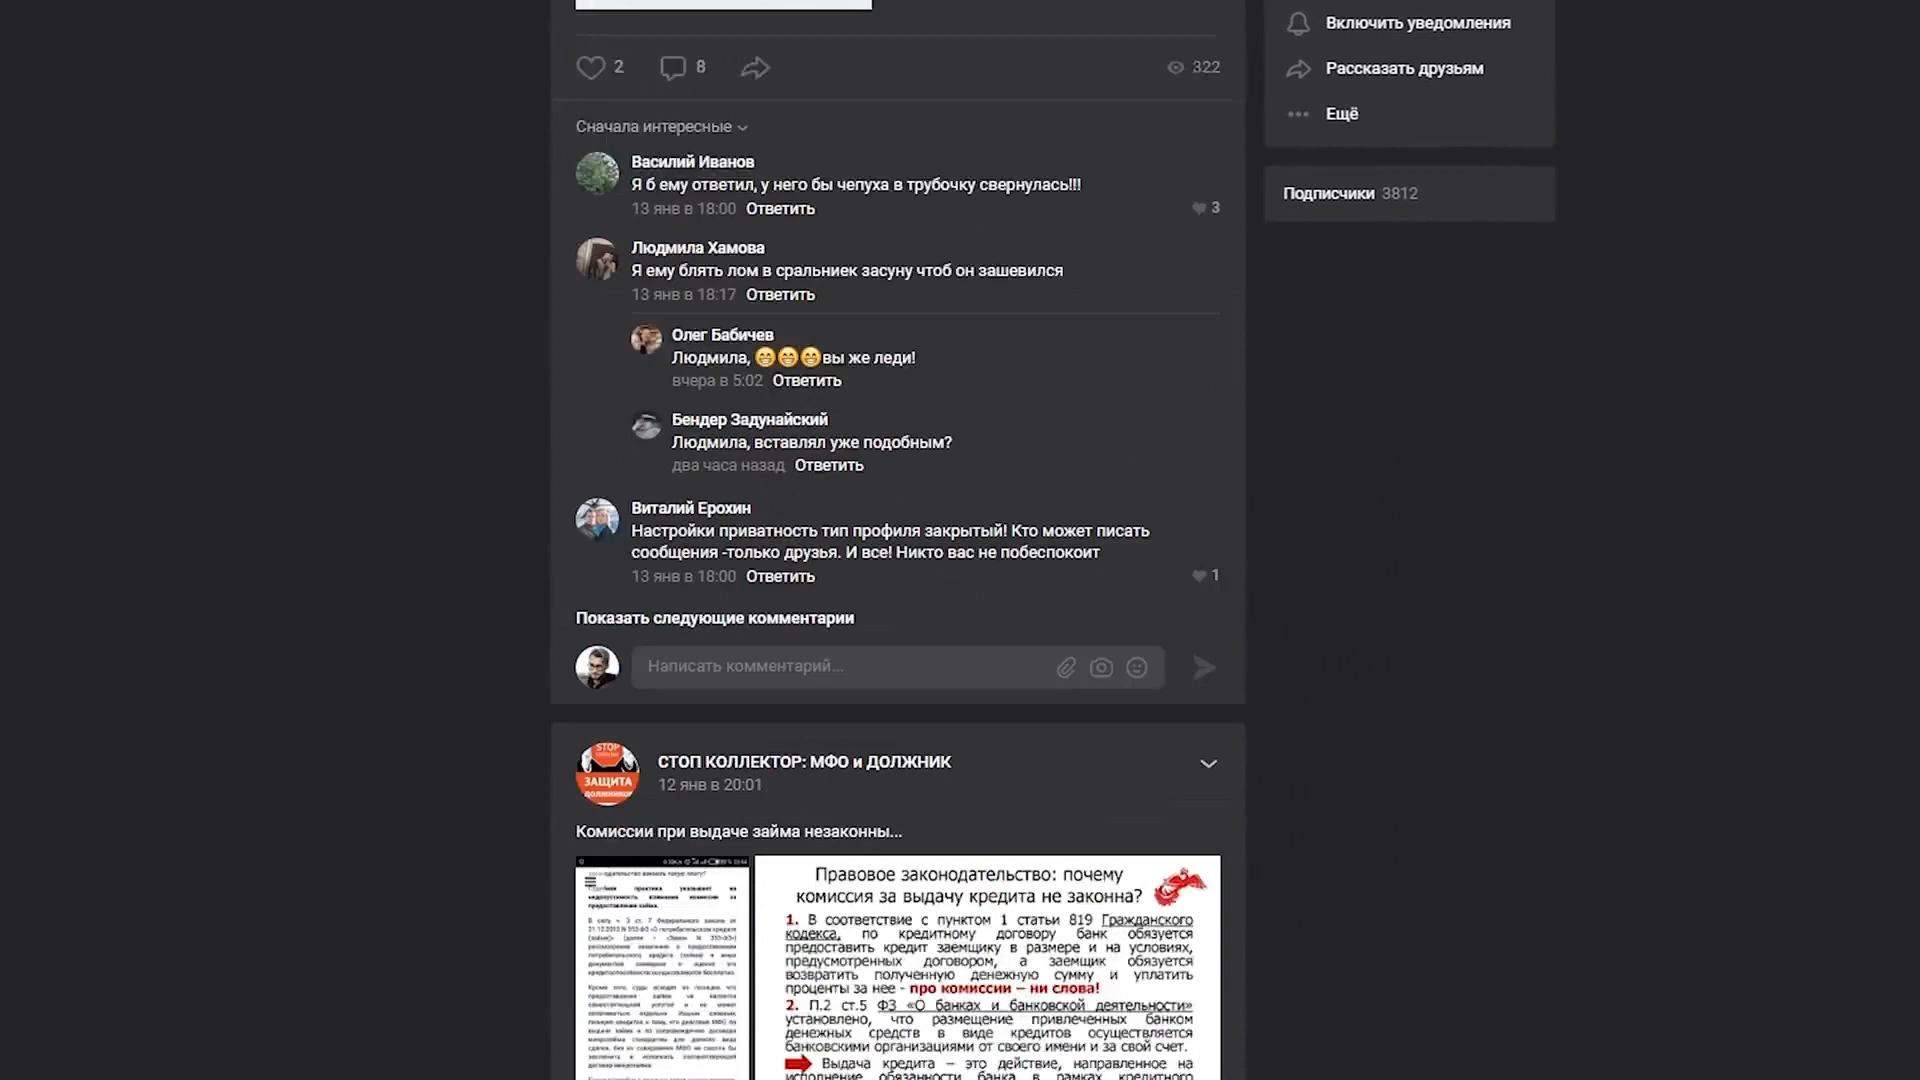 2
8
322
Сначала интересные
Василий Иванов
Я б ему ответил, у него бы чепуха в трубочку свернулась!!!
13 янв в 18:00 Ответить
3
Людмила Хамова
Я ему блять лом в сральниек засуну чтоб он зашевился
13 янв в 18:17 Ответить
Олег Бабичев
Людмила, 😁😁😁вы же леди!
вчера в 5:02 Ответить
Бендер Задунайский
Людмила, вставлял уже подобным?
два часа назад Ответить
Виталий Ерохин
Настройки приватность тип профиля закрытый! Кто может писать
сообщения -только друзья. И все! Никто вас не побеспокоит
13 янв в 18:00 Ответить
1
Показать следующие комментарии
Написать комментарий...
STOP
ЗАЩИТА
СТОП КОЛЛЕКТОР: МФО и ДОЛЖНИК
12 янв в 20:01
Комиссии при выдаче займа незаконны...
Правовое законодательство: почему
комиссия за выдачу кредита не законна?
1. В соответствие с пунктом 1 статьи 819 Гражданского
кодекса, по кредитному договору банк обязуется
предоставить кредит заемщику в размере и на условиях,
предусмотренных договором, а заемщик обязуется
возвратить полученную денежную сумму и уплатить
проценты за нее - про комиссии – ни слова!
2. П.2 ст.5 ФЗ «О банках и банковской деятельности»
установлено, что размещение привлеченных банком
денежных средств в виде кредитов осуществляется
банковскими организациями от своего имени и за свой счет.
Выдача кредита – это действие, направленное на
исполнение обязанности банка в рамках кредитного
Включить уведомления
Рассказать друзьям
Ещё
Подписчики 3812